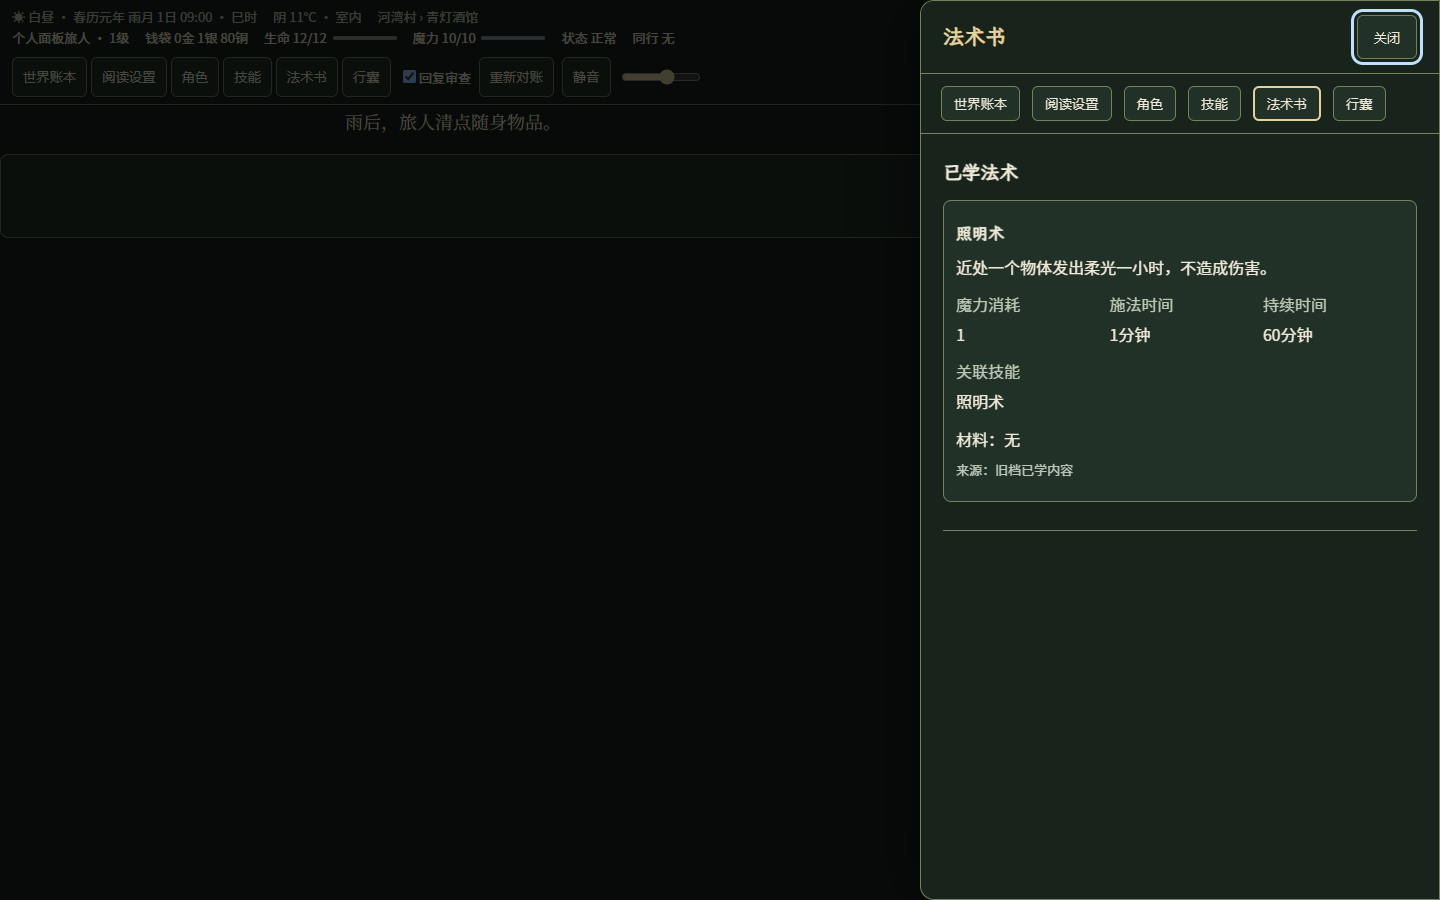 ☀ 白昼 · 春历元年 雨月 1日 09:00 · 巳时 阴 11°C · 室内 河湾村 › 青灯酒馆
个人面板旅人 · 1级 钱袋 0金 1银 80铜 生命 12/12 魔力 10/10 状态 正常 同行 无
世界账本 阅读设置 角色 技能 法术书 行囊 回复审查 重新对账 静音
雨后，旅人清点随身物品。
法术书
关闭
世界账本 阅读设置 角色 技能 法术书 行囊
已学法术
照明术
近处一个物体发出柔光一小时，不造成伤害。
魔力消耗 施法时间 持续时间
1 1分钟 60分钟
关联技能
照明术
材料：无
来源：旧档已学内容